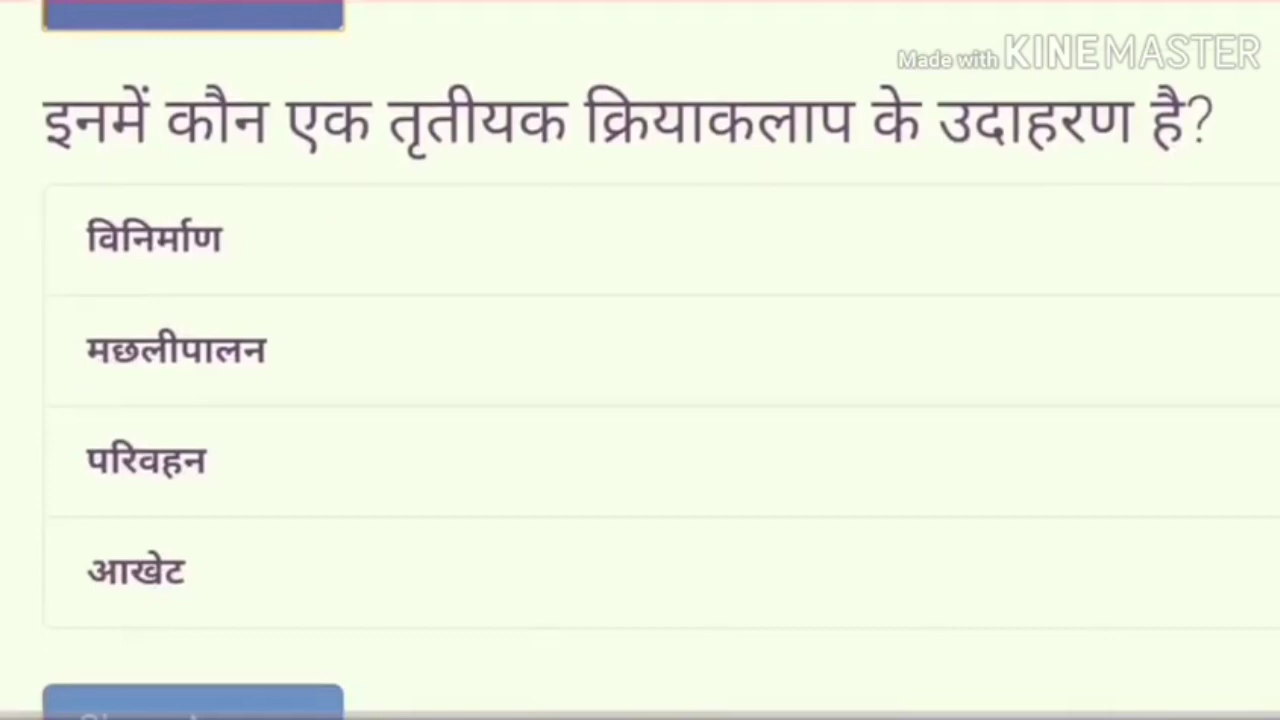 Made with KINEMASTER
इनमें कौन एक तृतीयक क्रियाकलाप के उदाहरण है?
विनिर्माण
मछलीपालन
परिवहन
आखेट